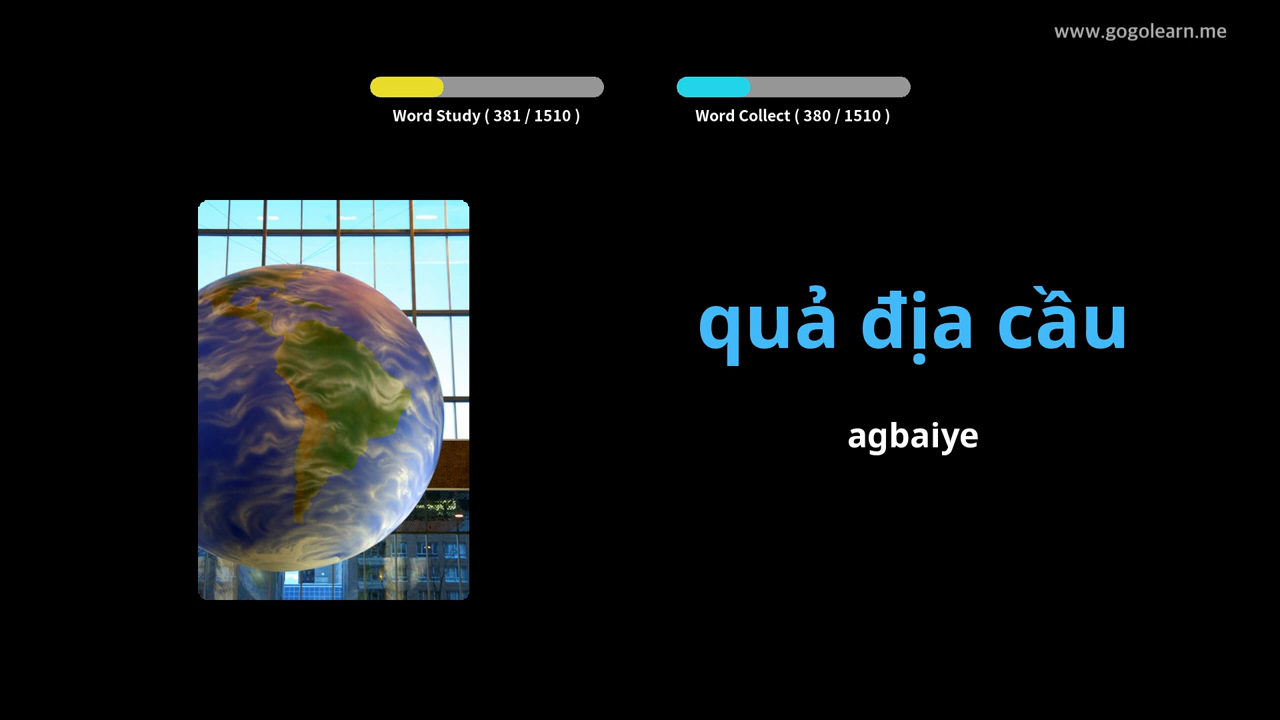 www.gogolearn.me
Word Study ( 381 / 1510 )
Word Collect ( 380 / 1510 )
quả địa cầu
agbaiye